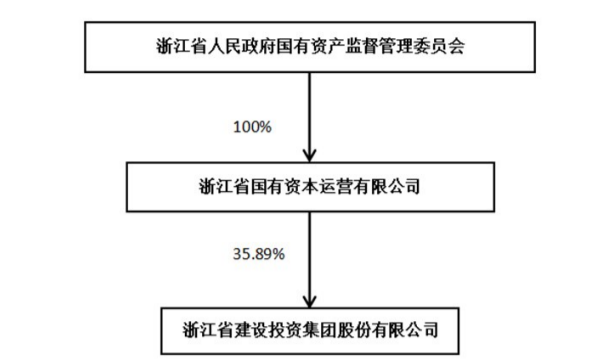 浙江省人民政府国有资产监督管理委员会
100%
浙江省国有资本运营有限公司
35.89%
浙江省建设投资集团股份有限公司